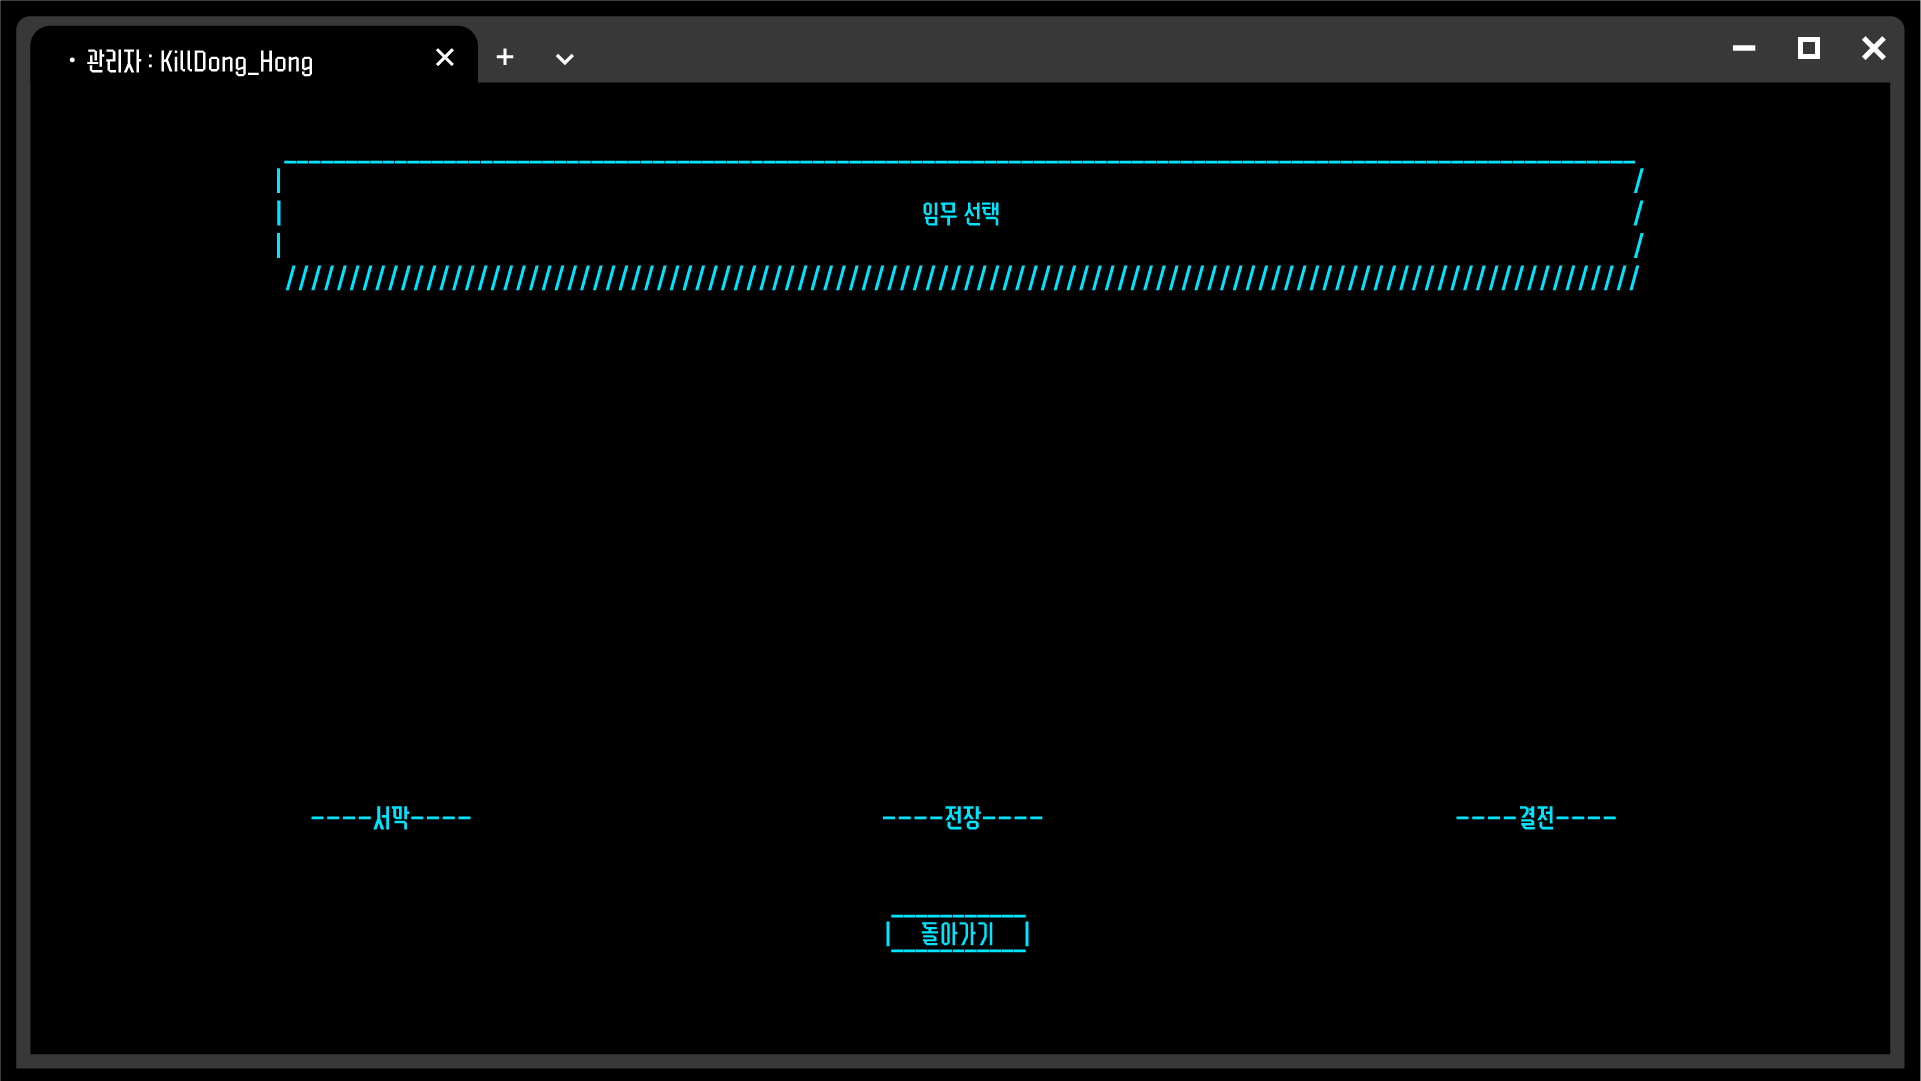 · 관리자 : KillDong_Hong
임무 선택
----서막----
----전장----
----결전----
돌아가기